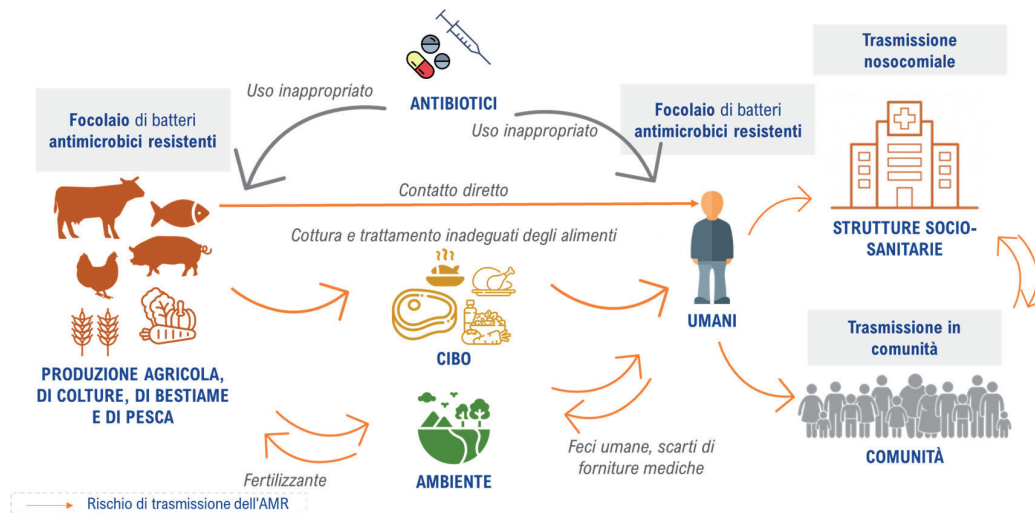 Trasmissione
nosocomiale
Uso inappropriato
ANTIBIOTICI
Focolaio di batteri
antimicrobici resistenti
Uso inappropriato
Focolaio di batteri
antimicrobici resistenti
Contatto diretto
STRUTTURE SOCIO-
SANITARIE
Cottura e trattamento inadeguati degli alimenti
UMANI
Trasmissione in
comunità
CIBO
PRODUZIONE AGRICOLA,
DI COLTURE, DI BESTIAME
E DI PESCA
Feci umane, scarti di
forniture mediche
COMUNITÀ
Fertilizzante
AMBIENTE
Rischio di trasmissione dell'AMR